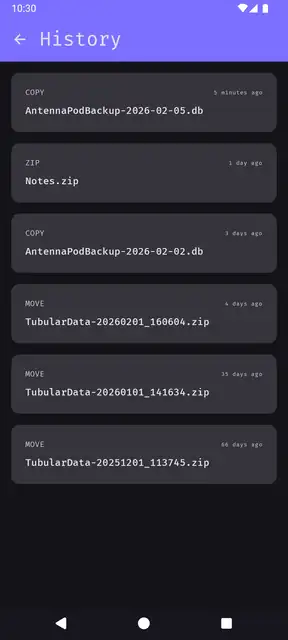 10:30
History
COPY
5 minutes ago
AntennaPodBackup-2026-02-05.db
ZIP
1 day ago
Notes.zip
COPY
3 days ago
AntennaPodBackup-2026-02-02.db
MOVE
4 days ago
TubularData-20260201_160604.zip
MOVE
35 days ago
TubularData-20260101_141634.zip
MOVE
66 days ago
TubularData-20251201_113745.zip